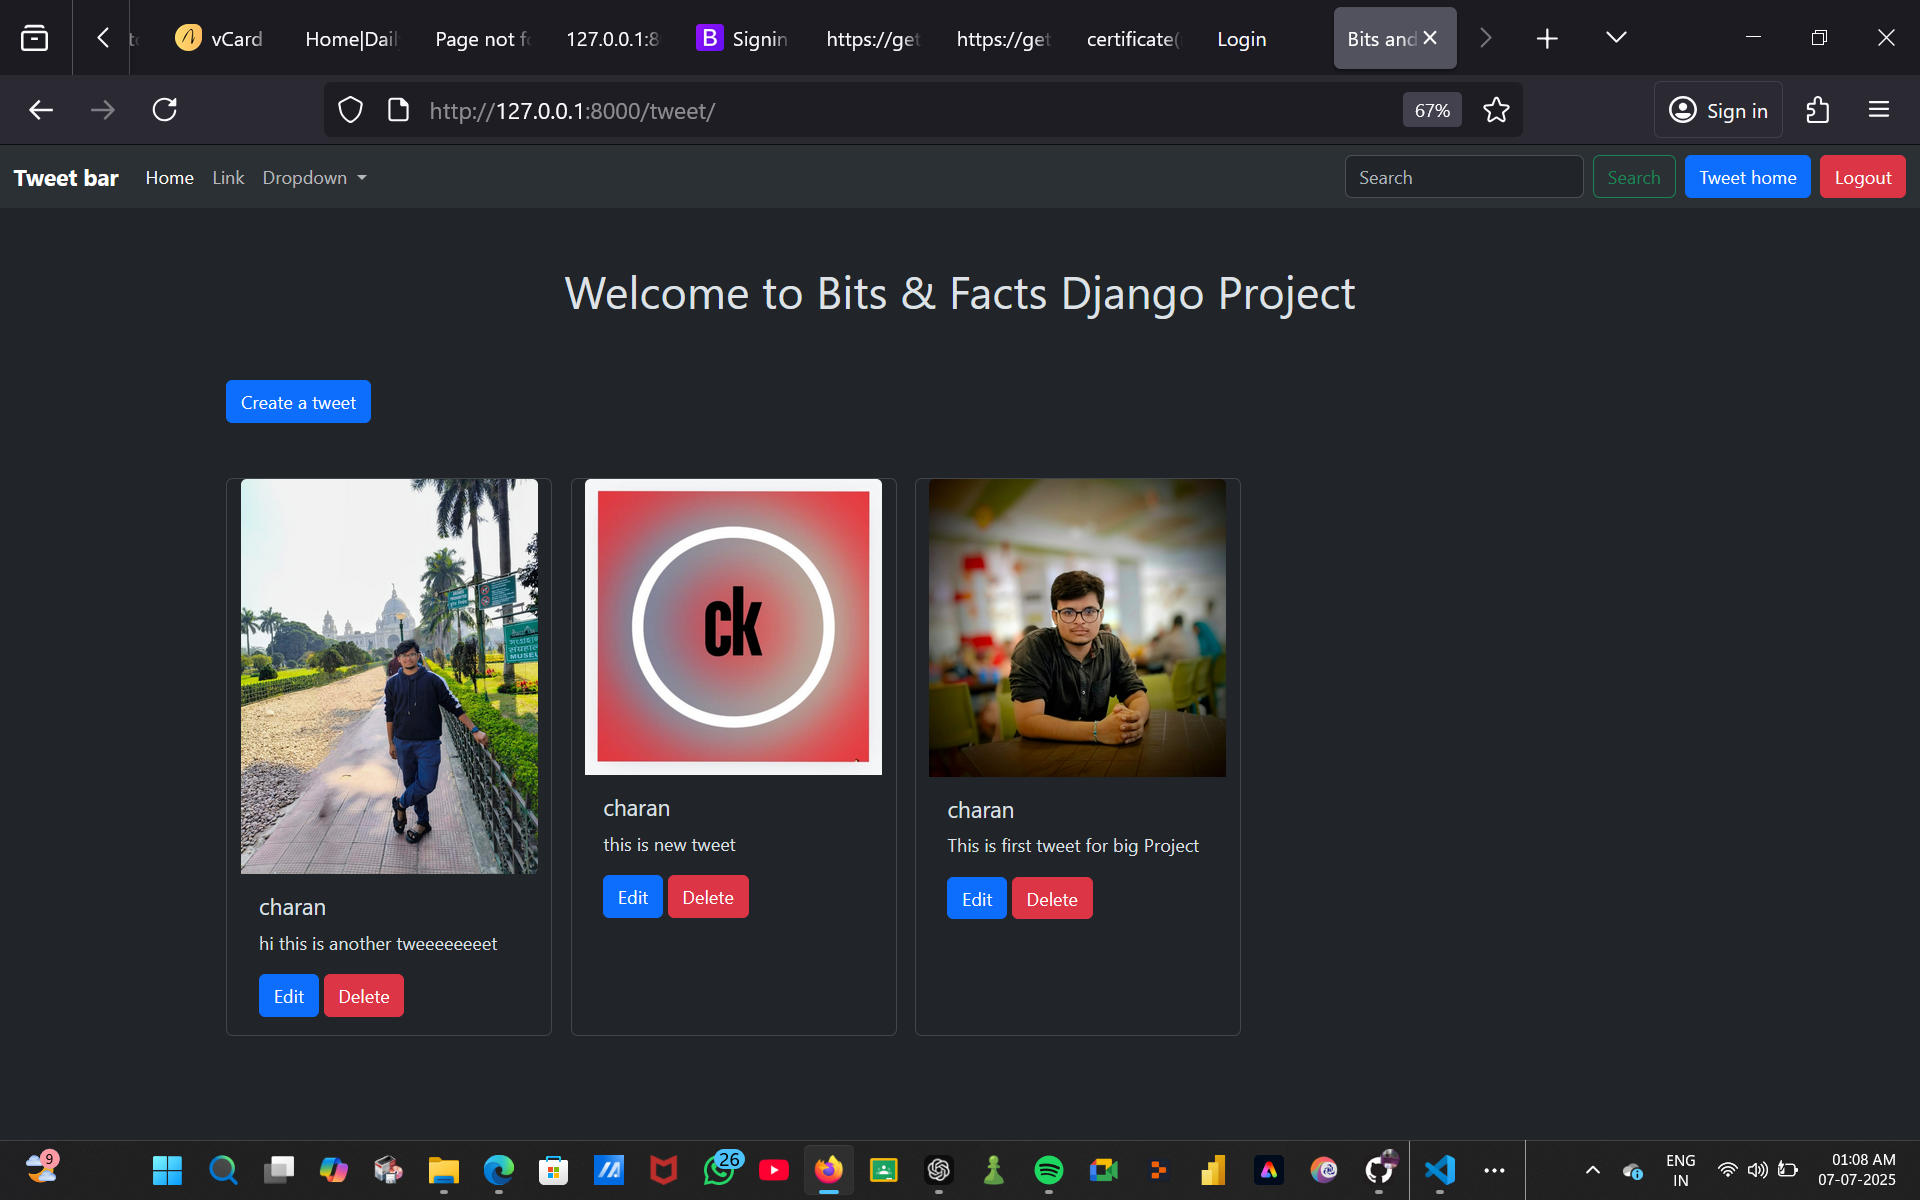 vCard
Home|Dail
Page not f
127.0.0.1:8
B Signin
https://get
https://get
certificate(
Login
Bits and
http://127.0.0.1:8000/tweet/
67%
Sign in
Tweet bar
Home
Link
Dropdown
Search
Search
Tweet home
Logout
Welcome to Bits & Facts Django Project
Create a tweet
MUSEUM
ck
charan
hi this is another tweeeeeeeet
Edit
Delete
charan
this is new tweet
Edit
Delete
charan
This is first tweet for big Project
Edit
Delete
9
26
ENG
IN
01:08 AM
07-07-2025